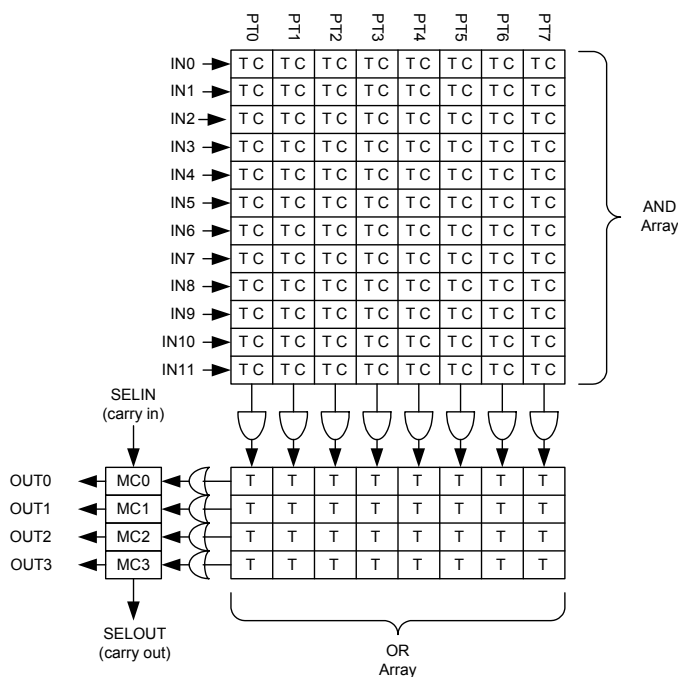 PT0 PT1 PT2 PT3 PT4 PT5 PT6 PT7
IN0 T C T C T C T C T C T C T C T C
IN1 T C T C T C T C T C T C T C T C
IN2 T C T C T C T C T C T C T C T C
IN3 T C T C T C T C T C T C T C T C
IN4 T C T C T C T C T C T C T C T C
IN5 T C T C T C T C T C T C T C T C
IN6 T C T C T C T C T C T C T C T C
IN7 T C T C T C T C T C T C T C T C
IN8 T C T C T C T C T C T C T C T C
IN9 T C T C T C T C T C T C T C T C
IN10 T C T C T C T C T C T C T C T C
IN11 T C T C T C T C T C T C T C T C
AND
Array
SELIN
(carry in)
OUT0 MC0 T T T T T T T T
OUT1 MC1 T T T T T T T T
OUT2 MC2 T T T T T T T T
OUT3 MC3 T T T T T T T T
SELOUT
(carry out)
OR
Array